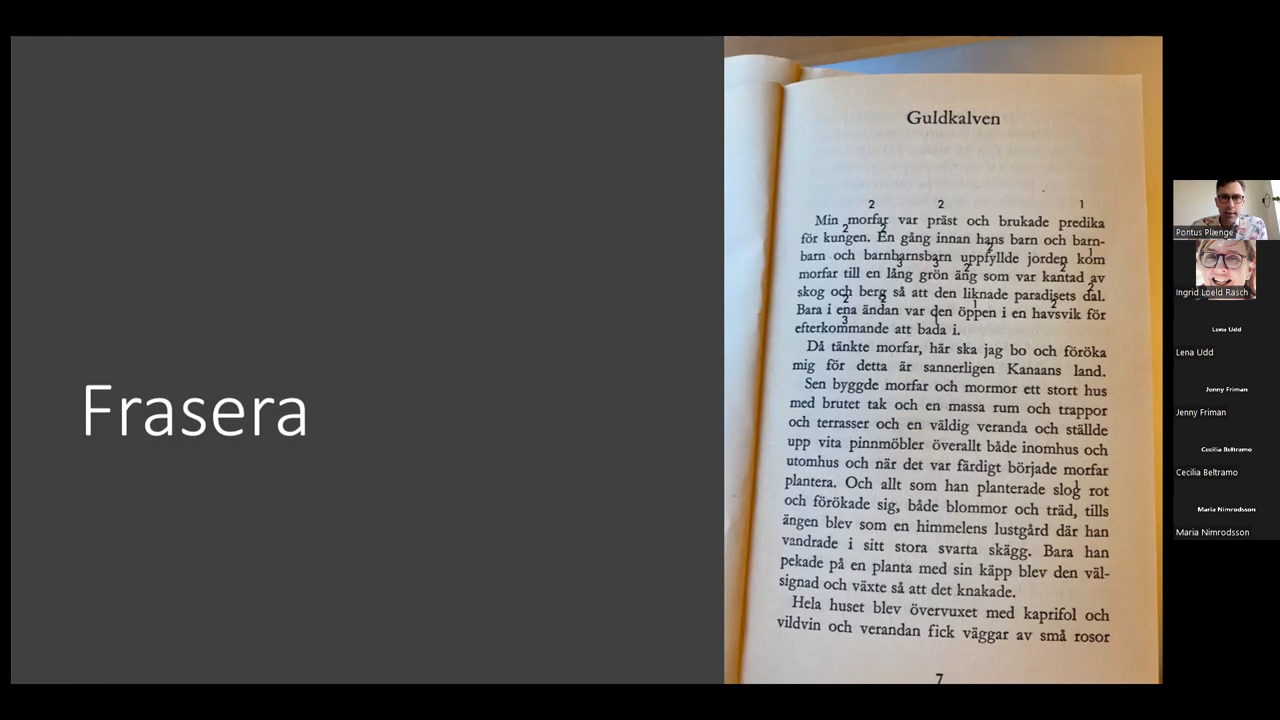 Frasera
Guldkalven
2 2 1
Min morfar var präst och brukade predika
för kungen. En gång innan hans barn och barn-
barn och barnbarnsbarn uppfyllde jorden kom
morfar till en lång grön äng som var kantad av
skog och berg så att den liknade paradisets dal.
Bara i ena ändan var den öppen i en havsvik för
efterkommande att bada i.
Då tänkte morfar, här ska jag bo och föröka
mig för detta är sannerligen Kanaans land.
Sen byggde morfar och mormor ett stort hus
med brutet tak och en massa rum och trappor
och terrasser och en väldig veranda och ställde
upp vita pinnmöbler överallt både inomhus och
utomhus och när det var färdigt började morfar
plantera. Och allt som han planterade slog rot
och förökade sig, både blommor och träd, tills
ängen blev som en himmelens lustgård där han
vandrade i sitt stora svarta skägg. Bara han
pekade på en planta med sin käpp blev den väl-
signad och växte så att det knakade.
Hela huset blev övervuxet med kaprifol och
vildvin och verandan fick väggar av små rosor
7
Pontus Plænge
Ingrid Loeld Rasch
Lena Udd
Lena Udd
Jenny Friman
Jenny Friman
Cecilia Beltramo
Cecilia Beltramo
Maria Nimrodsson
Maria Nimrodsson